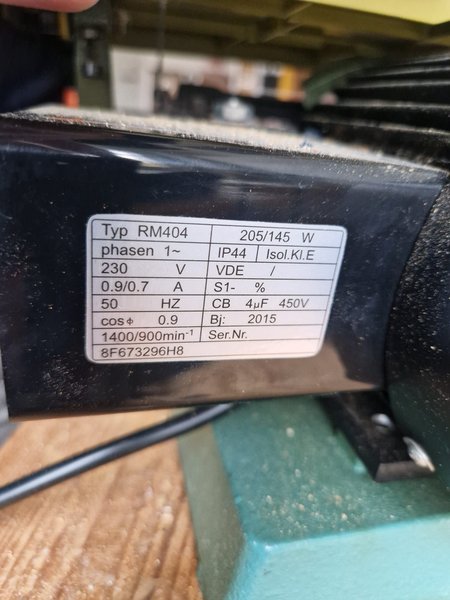 Typ RM404 205/145 W
phasen 1~ IP44 Isol.Kl.E
230 V VDE /
0.9/0.7 A S1- %
50 HZ CB 4µF 450V
cosϕ 0.9 Bj: 2015
1400/900min⁻¹ Ser.Nr.
8F673296H8